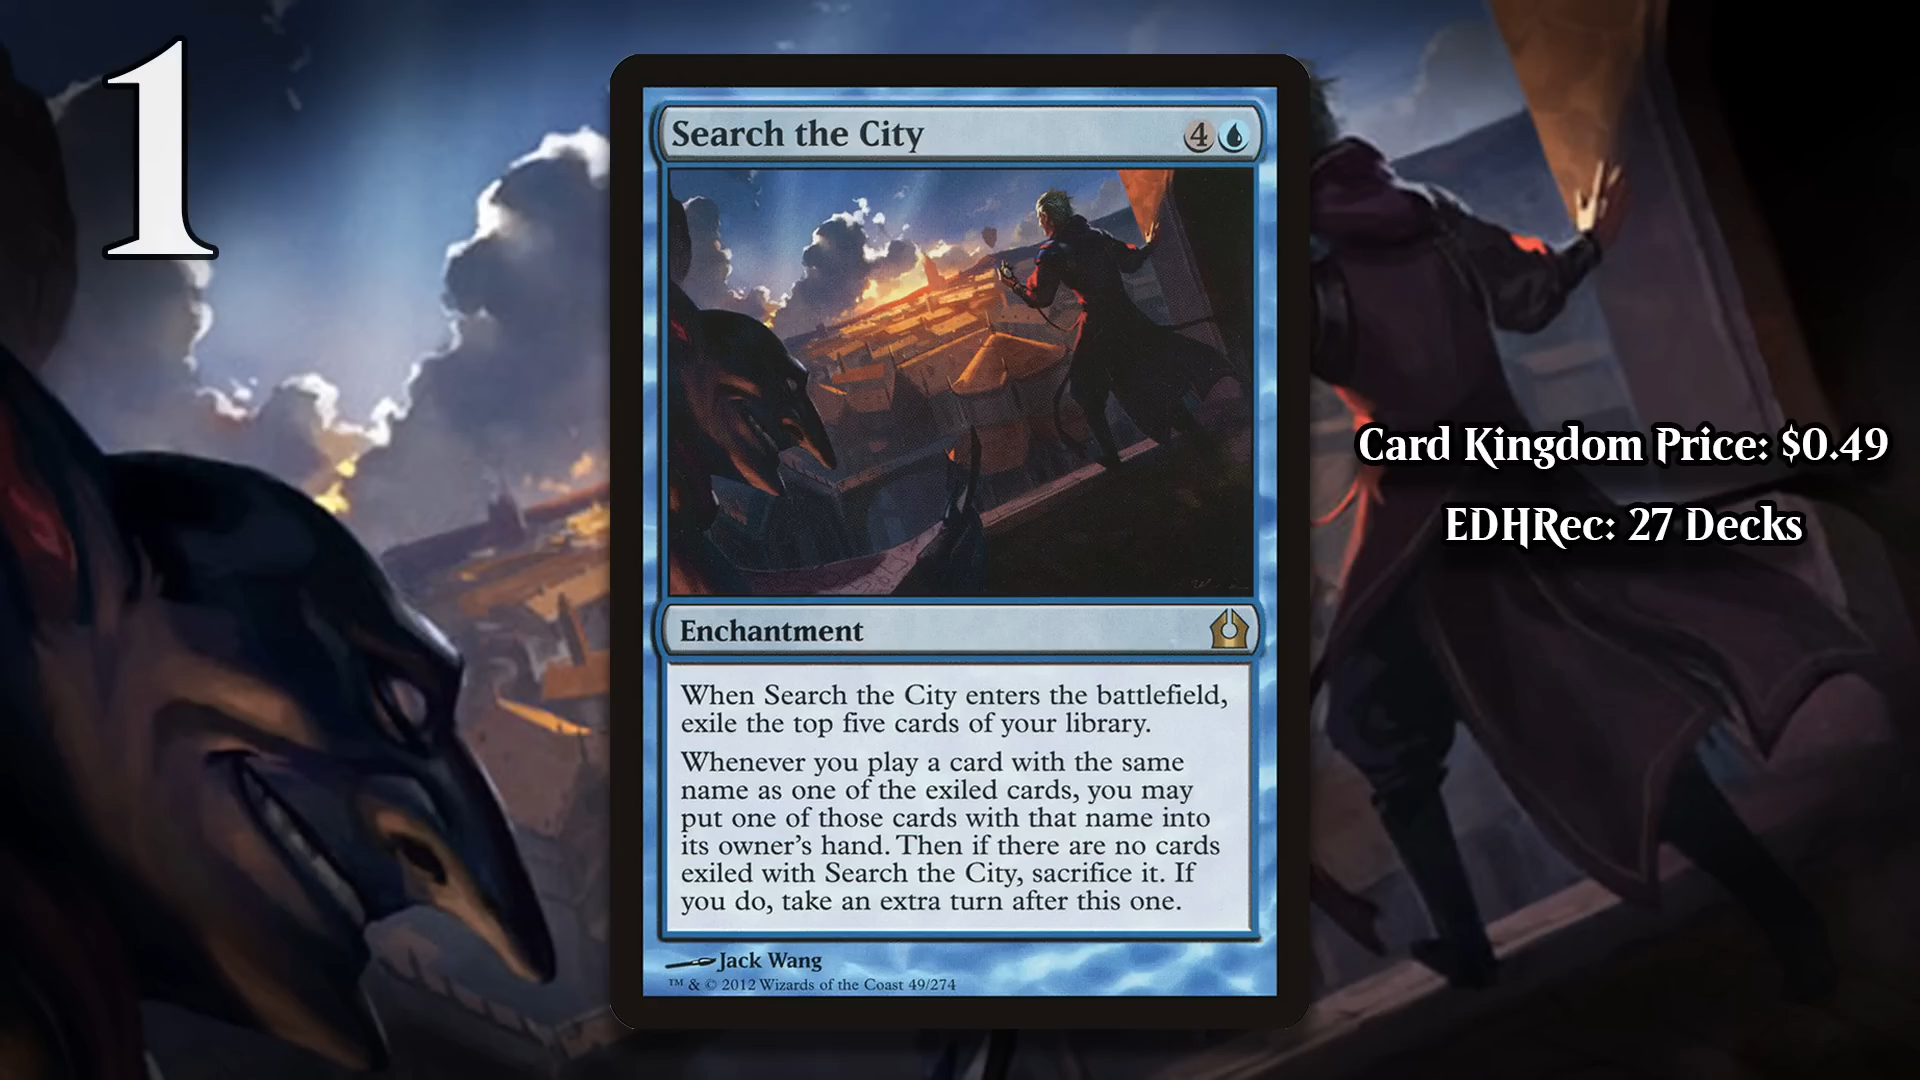 1
Search the City 4
Enchantment
When Search the City enters the battlefield,
exile the top five cards of your library.
Whenever you play a card with the same
name as one of the exiled cards, you may
put one of those cards with that name into
its owner's hand. Then if there are no cards
exiled with Search the City, sacrifice it. If
you do, take an extra turn after this one.
Jack Wang
™ & © 2012 Wizards of the Coast 49/274
Card Kingdom Price: $0.49
EDHRec: 27 Decks